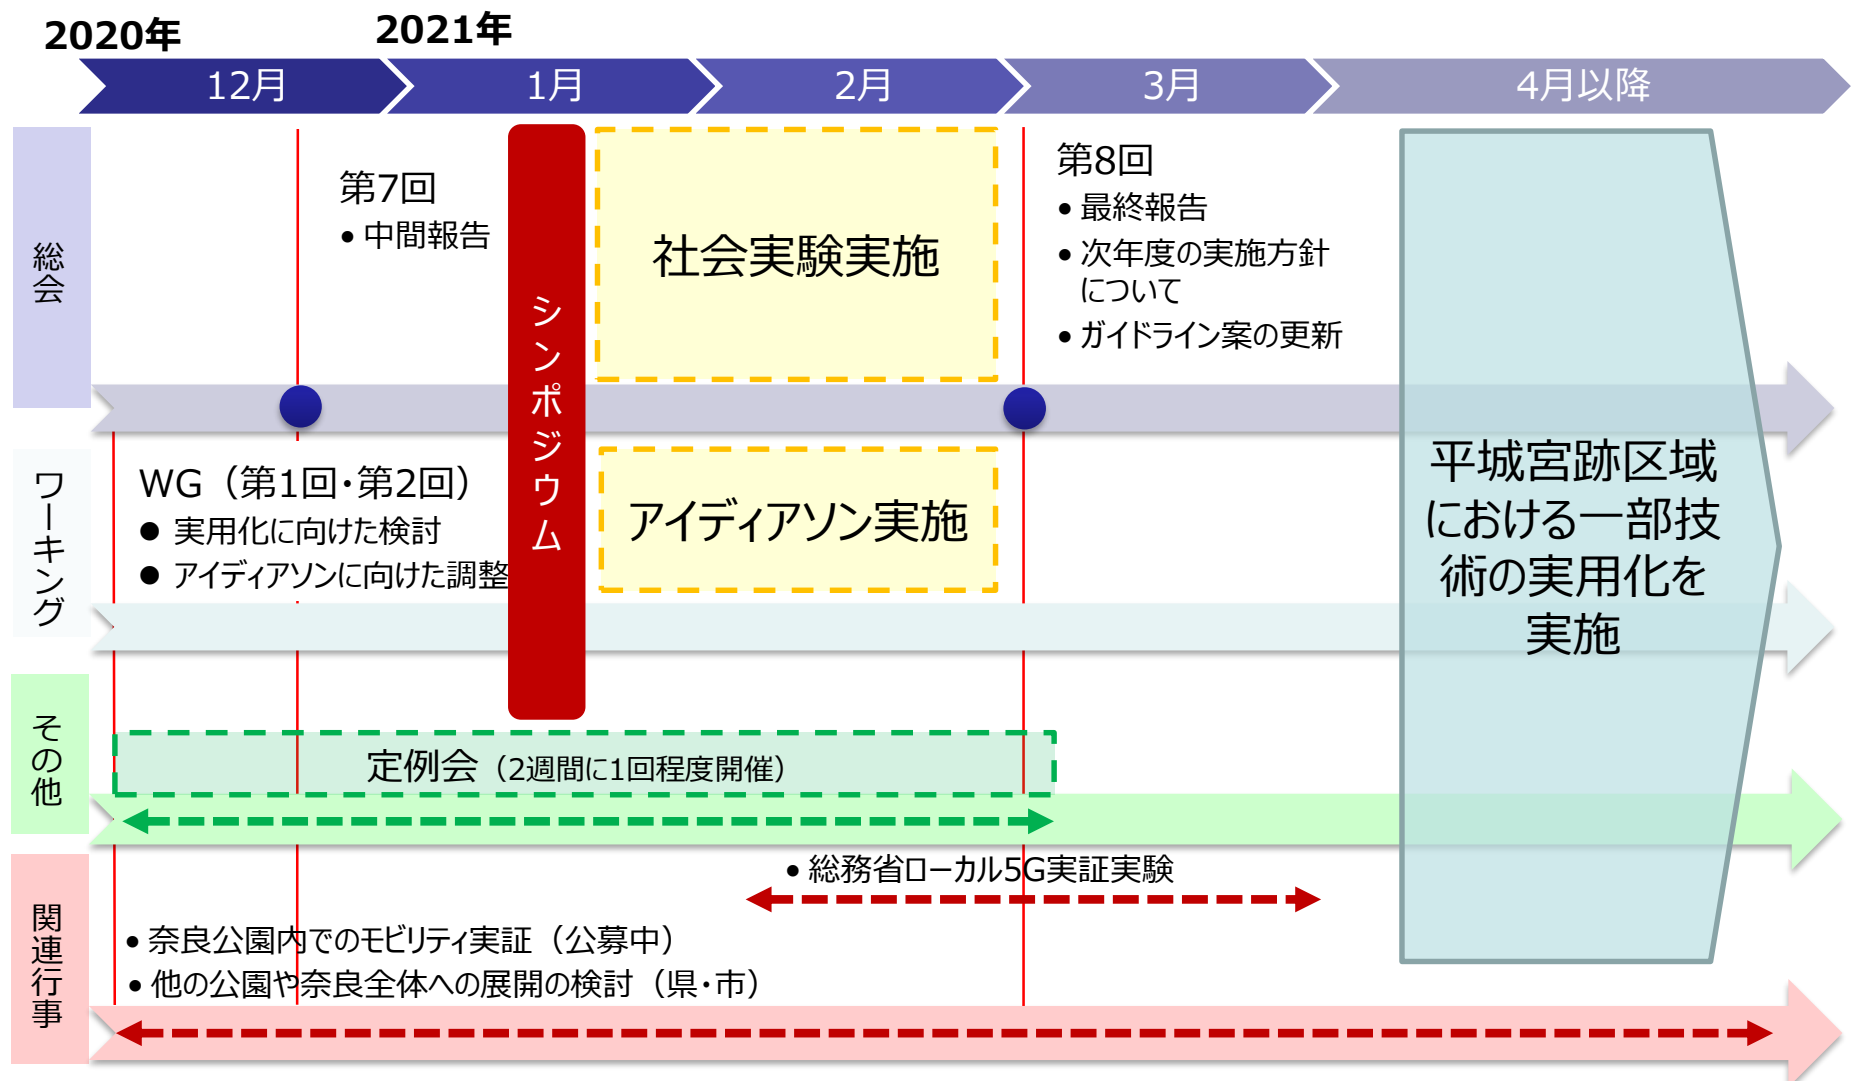 2020年
2021年
12月
1月
2月
3月
4月以降
総会
第7回
• 中間報告
シンポジウム
社会実験実施
第8回
• 最終報告
• 次年度の実施方針
について
• ガイドライン案の更新
ワーキング
WG（第1回・第2回）
● 実用化に向けた検討
● アイディアソンに向けた調整
アイディアソン実施
平城宮跡区域
における一部技
術の実用化を
実施
その他
定例会（2週間に1回程度開催）
関連行事
• 総務省ローカル5G実証実験
• 奈良公園内でのモビリティ実証（公募中）
• 他の公園や奈良全体への展開の検討（県・市）